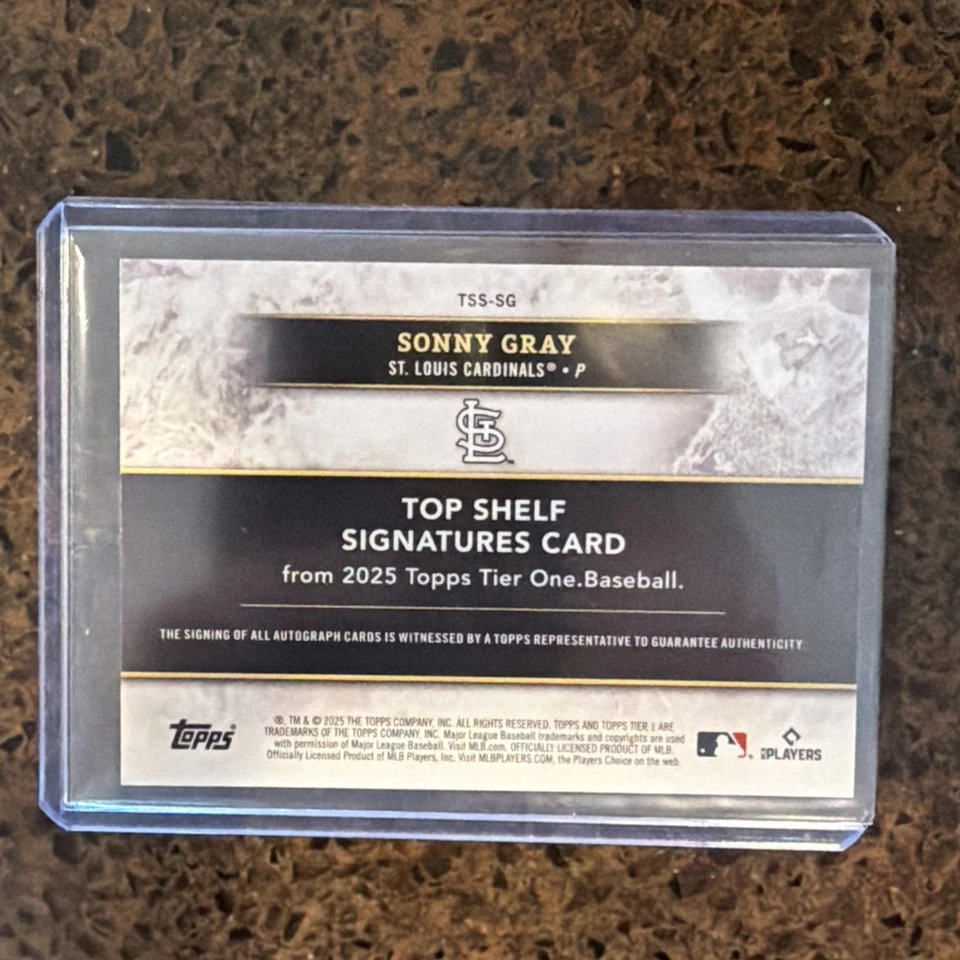 TSS-SG
SONNY GRAY
ST. LOUIS CARDINALS® • P
STL
TOP SHELF
SIGNATURES CARD
from 2025 Topps Tier One.Baseball.
THE SIGNING OF ALL AUTOGRAPH CARDS IS WITNESSED BY A TOPPS REPRESENTATIVE TO GUARANTEE AUTHENTICITY
Topps®
®, TM & © 2025 THE TOPPS COMPANY, INC. ALL RIGHTS RESERVED. TOPPS AND TOPPS TIER 1 ARE
TRADEMARKS OF THE TOPPS COMPANY, INC. Major League Baseball trademarks and copyrights are used
with permission of Major League Baseball. Visit MLB.com. OFFICIALLY LICENSED PRODUCT OF MLB
Officially Licensed Product of MLB Players, Inc. Visit MLBPLAYERS.COM, the Players Choice on the web.
PLAYERS